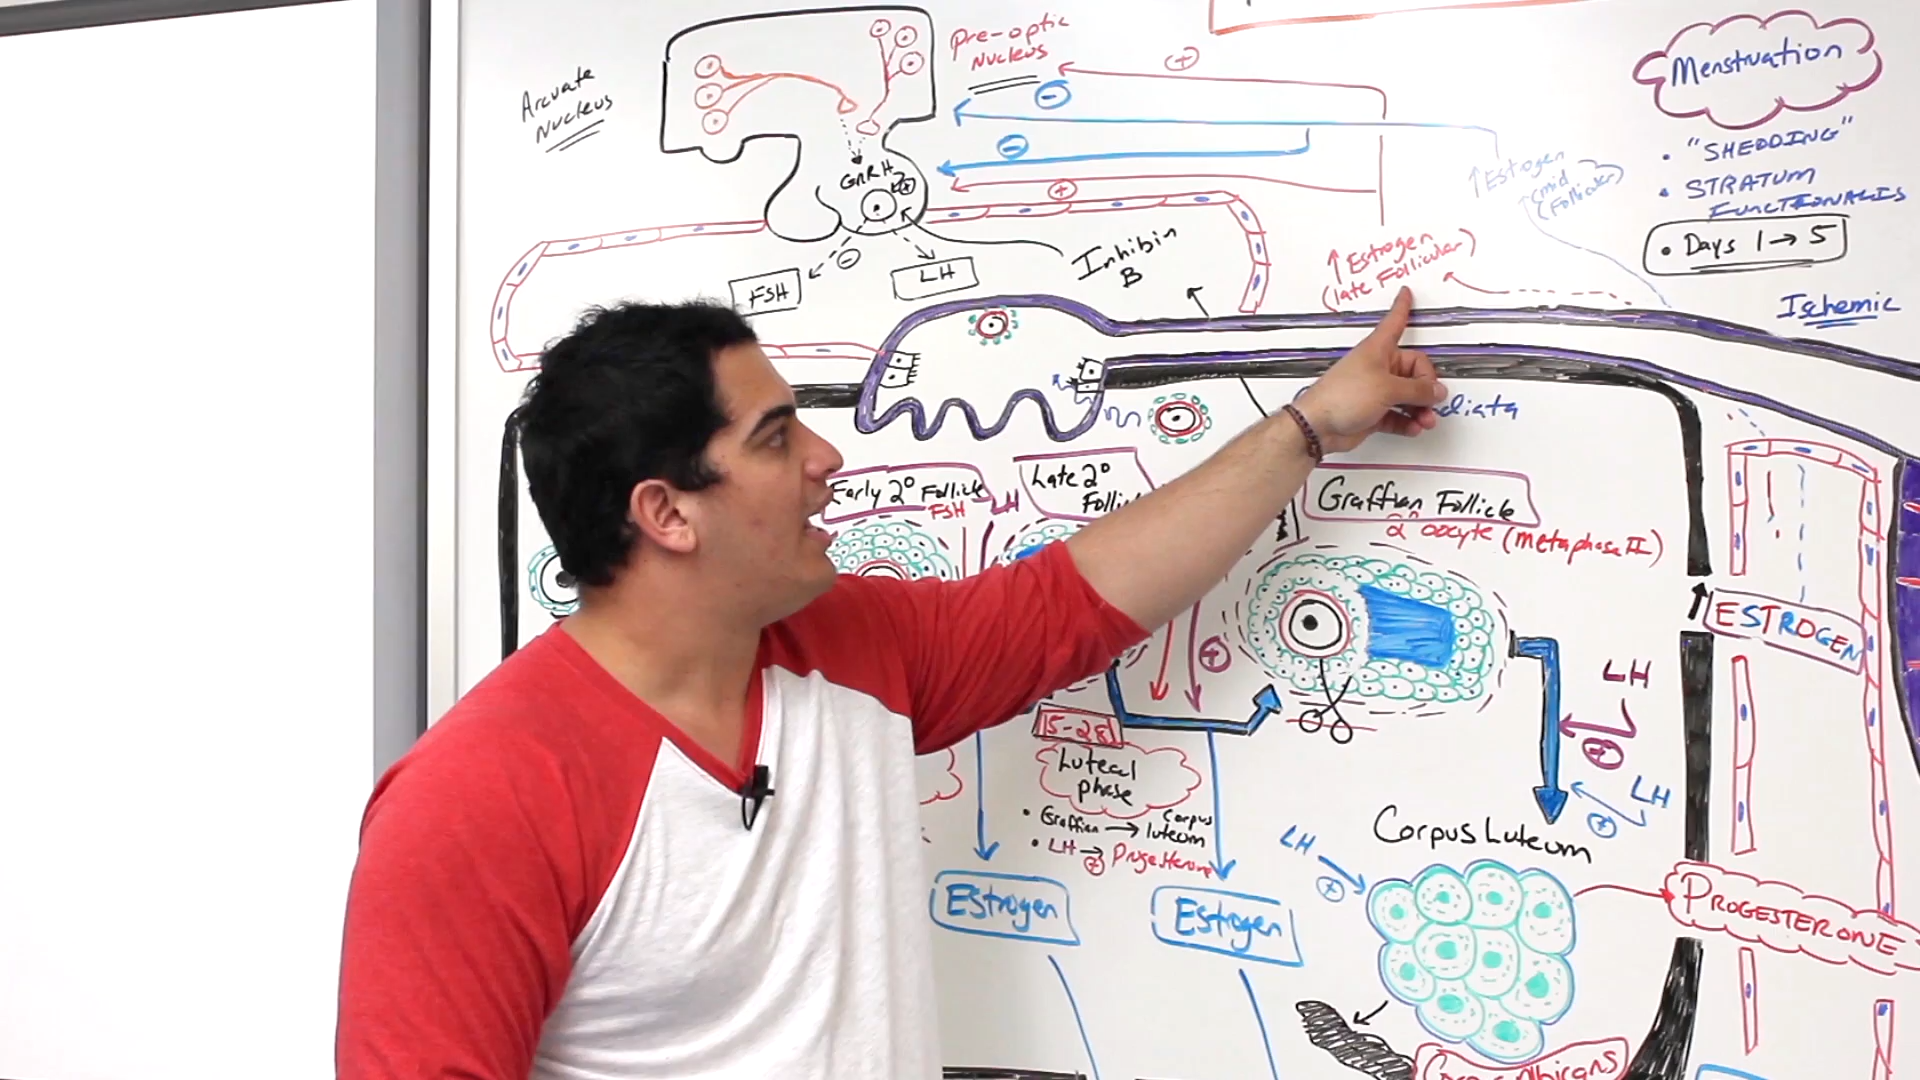 Arcuate
Nucleus
Pre-optic
Nucleus
+
−
−
+
GnRH
+
−
FSH
LH
Inhibin
B
↑ Estrogen
(mid
Follicular)
↑ Estrogen
(late Follicular)
Menstruation
• "SHEDDING"
• STRATUM
FUNCTIONALIS
• Days 1 → 5
Ischemic
Early 2° Follicle
FSH
LH
Late 2°
Graffian Follicle
2° oocyte (metaphase II)
+
ESTROGEN
LH
+
LH
+
15-28
Luteal
phase
• Graffian → Corpus
luteum
• LH → Progesterone
+
Estrogen
Estrogen
LH
+
Corpus Luteum
PROGESTERONE